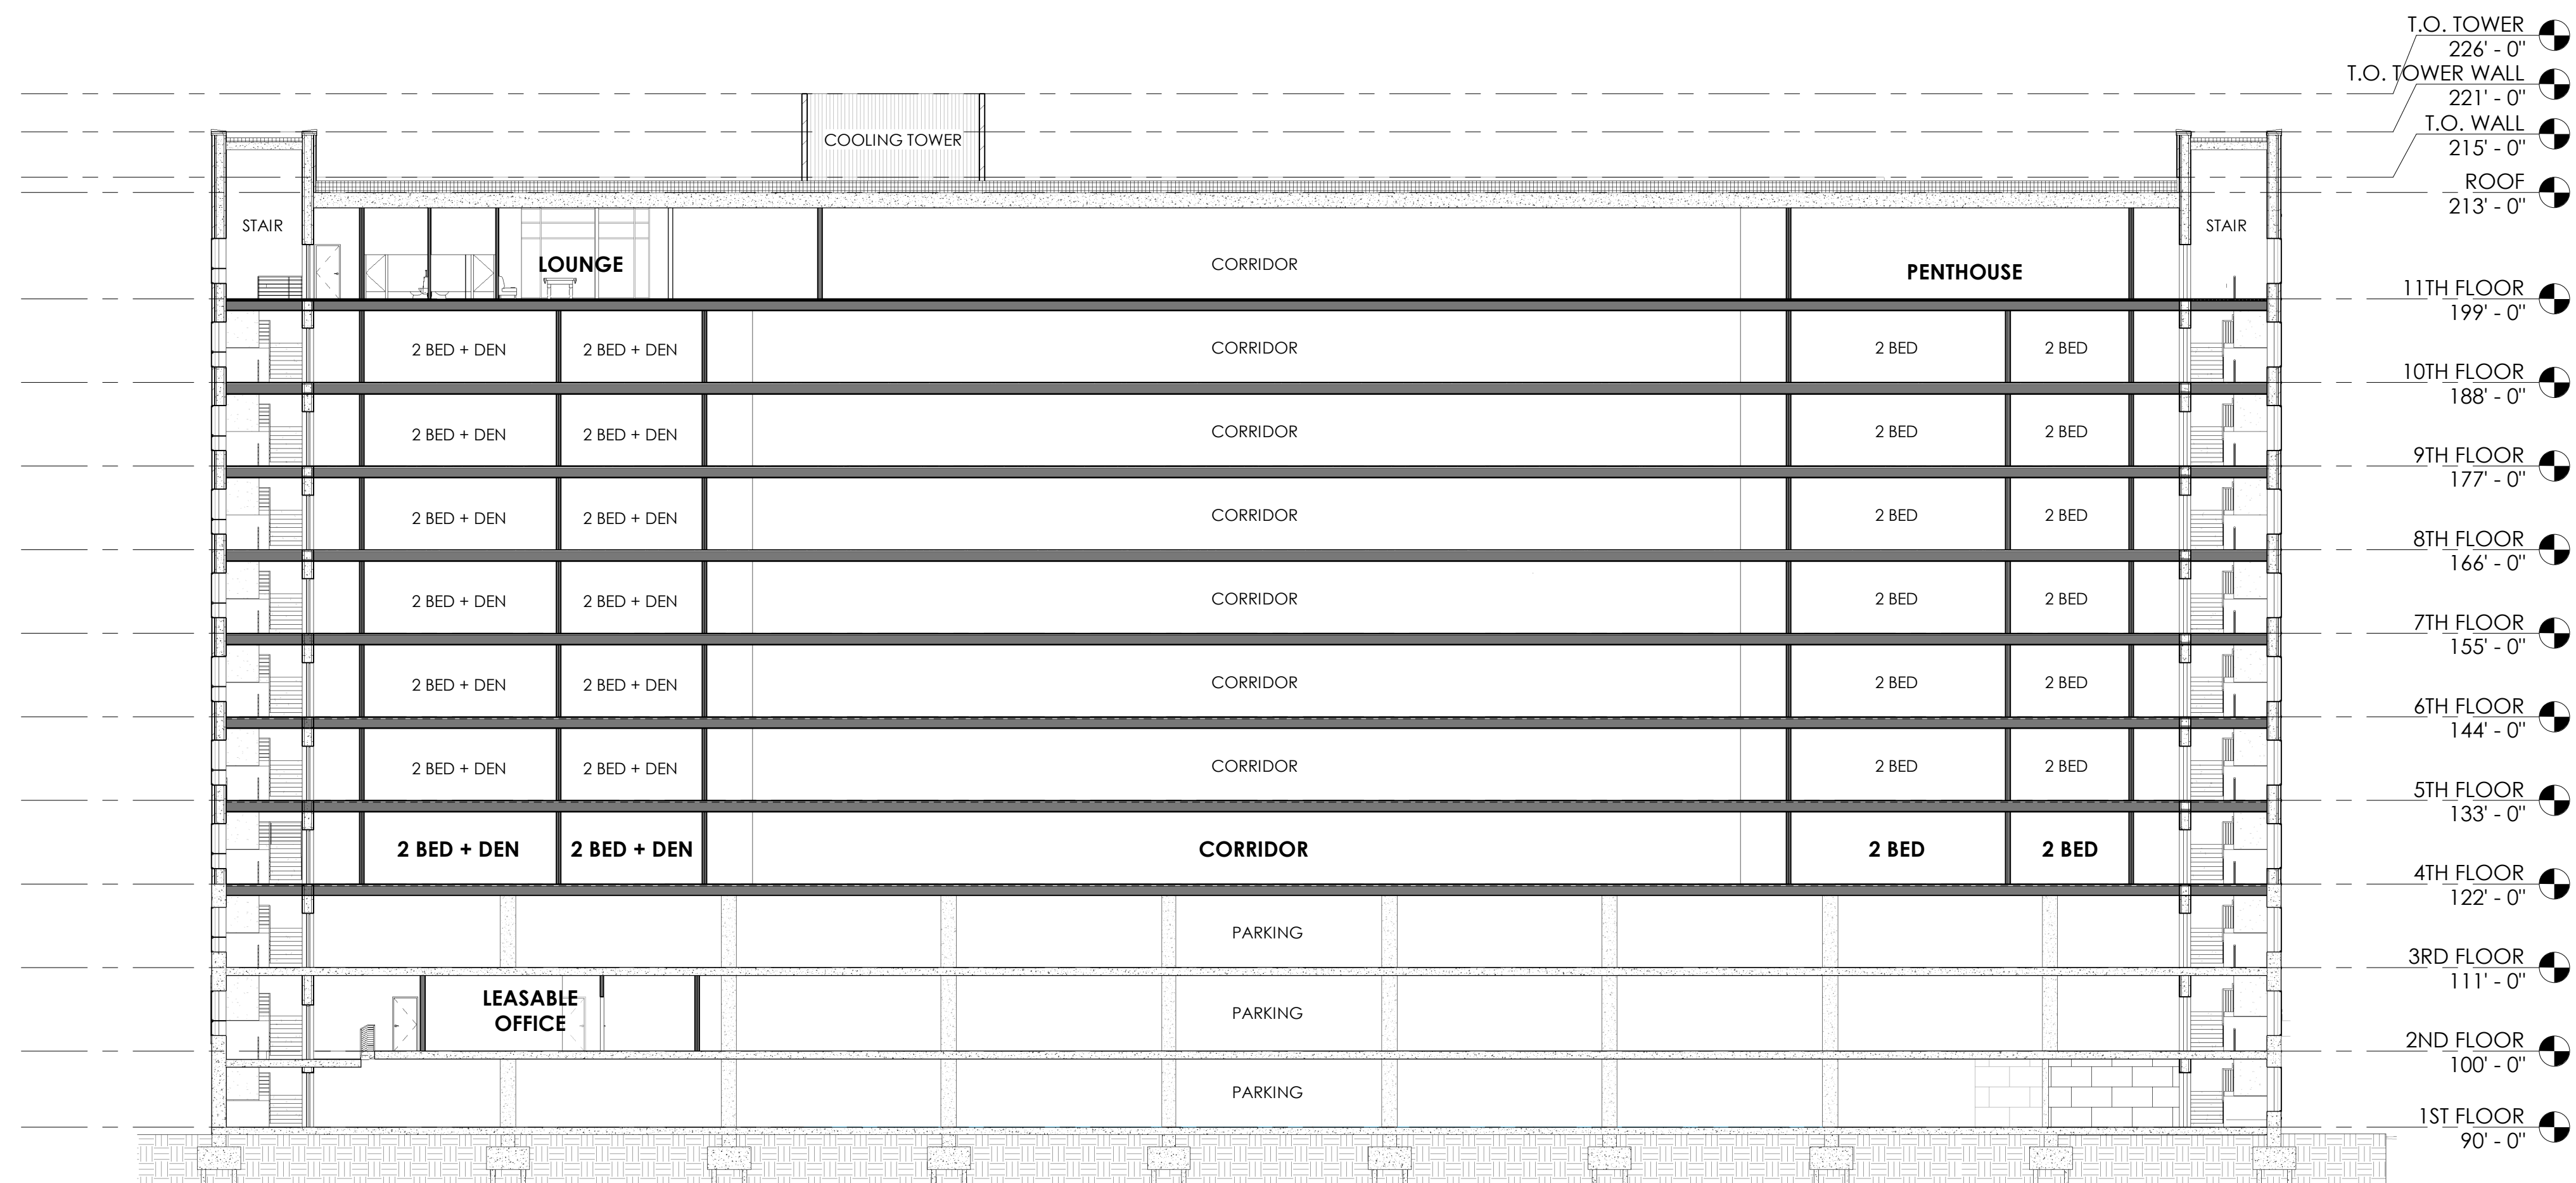 T.O. TOWER
226' - 0"
T.O. TOWER WALL
221' - 0"
T.O. WALL
215' - 0"
COOLING TOWER
ROOF
213' - 0"
STAIR
STAIR
LOUNGE
CORRIDOR
PENTHOUSE
11TH FLOOR
199' - 0"
2 BED + DEN
2 BED + DEN
CORRIDOR
2 BED
2 BED
10TH FLOOR
188' - 0"
2 BED + DEN
2 BED + DEN
CORRIDOR
2 BED
2 BED
9TH FLOOR
177' - 0"
2 BED + DEN
2 BED + DEN
CORRIDOR
2 BED
2 BED
8TH FLOOR
166' - 0"
2 BED + DEN
2 BED + DEN
CORRIDOR
2 BED
2 BED
7TH FLOOR
155' - 0"
2 BED + DEN
2 BED + DEN
CORRIDOR
2 BED
2 BED
6TH FLOOR
144' - 0"
2 BED + DEN
2 BED + DEN
CORRIDOR
2 BED
2 BED
5TH FLOOR
133' - 0"
2 BED + DEN
2 BED + DEN
CORRIDOR
2 BED
2 BED
4TH FLOOR
122' - 0"
PARKING
3RD FLOOR
111' - 0"
LEASABLE
OFFICE
PARKING
2ND FLOOR
100' - 0"
PARKING
1ST FLOOR
90' - 0"